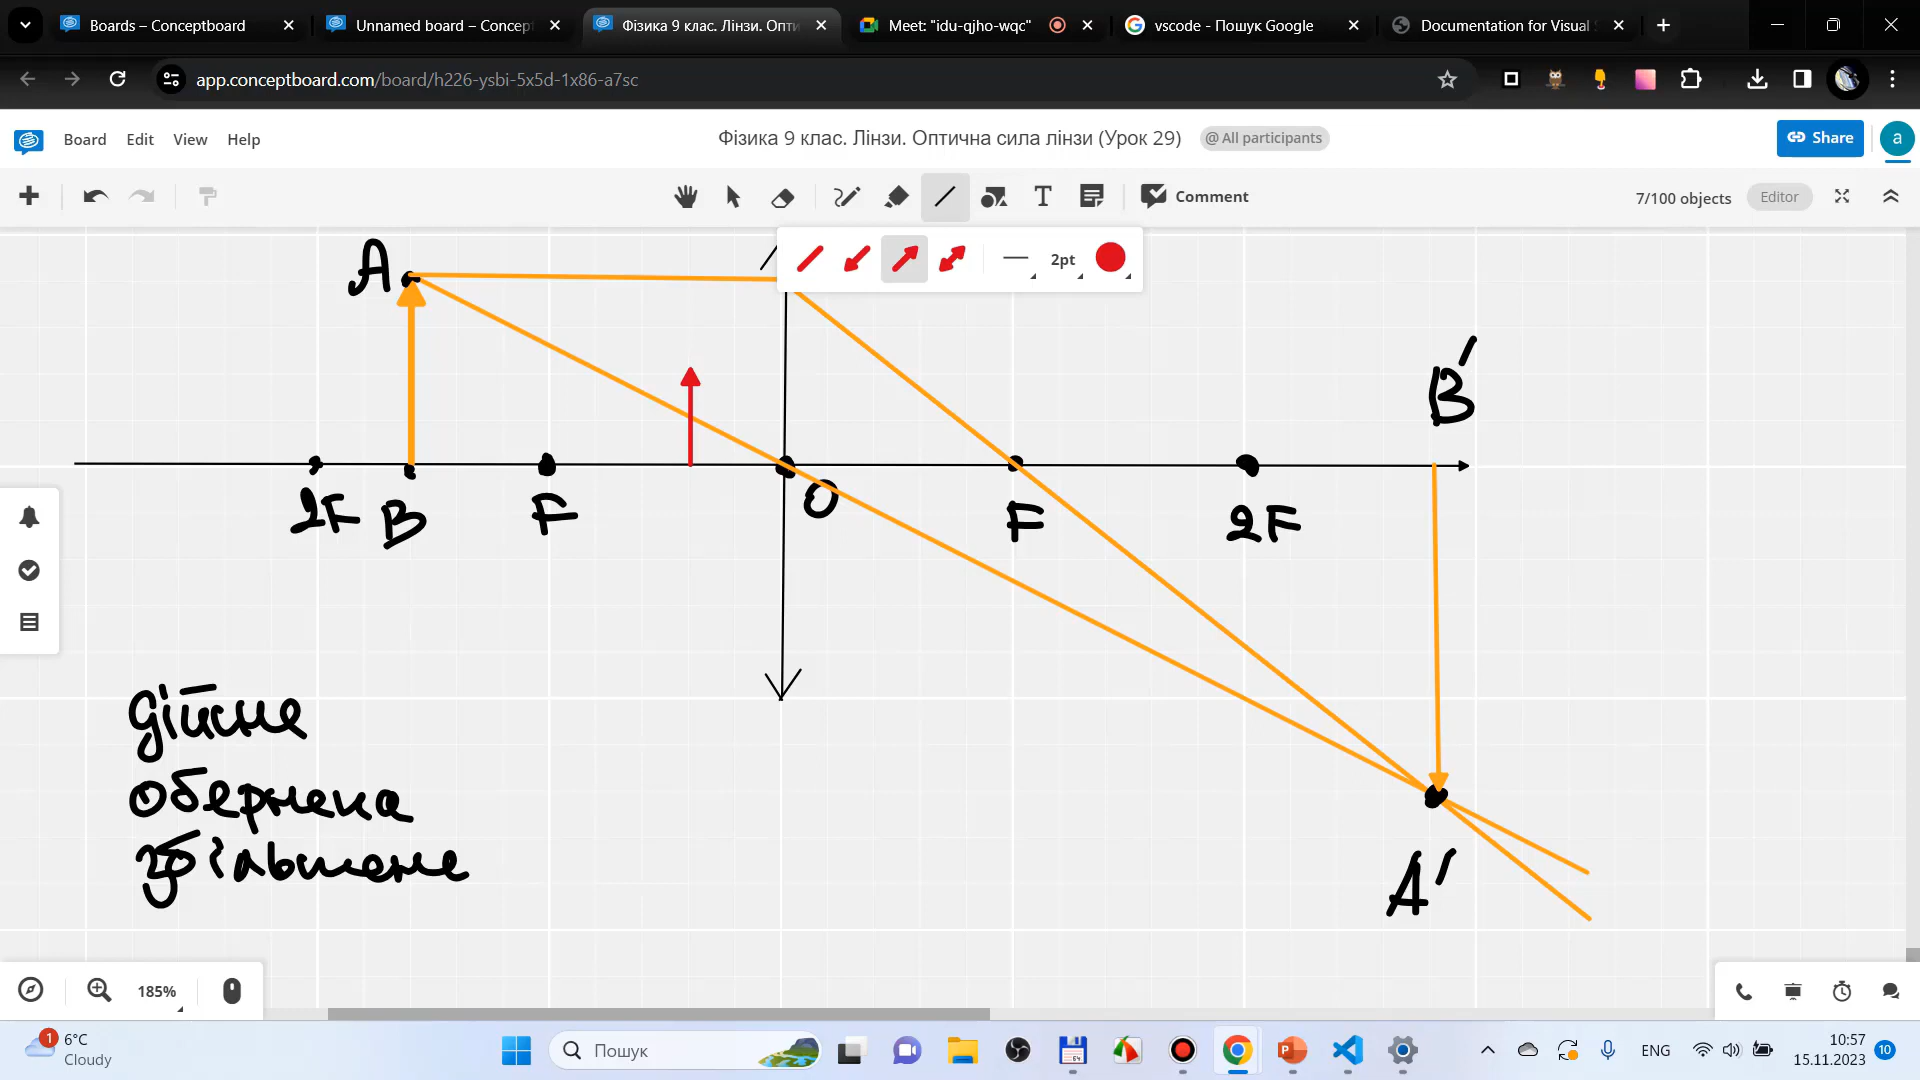 Boards – Conceptboard
Unnamed board – Concept
Фізика 9 клас. Лінзи. Опти
Meet: "idu-qjho-wqc"
vscode - Пошук Google
Documentation for Visual S
app.conceptboard.com/board/h226-ysbi-5x5d-1x86-a7sc
Board Edit View Help
Фізика 9 клас. Лінзи. Оптична сила лінзи (Урок 29)
@ All participants
Share
a
Comment
7/100 objects
Editor
2pt
A
B'
2F B F O F 2F
дійсне
обернена
збільшене
A'
185%
1
6°C
Cloudy
Пошук
ENG
10:57
15.11.2023
10